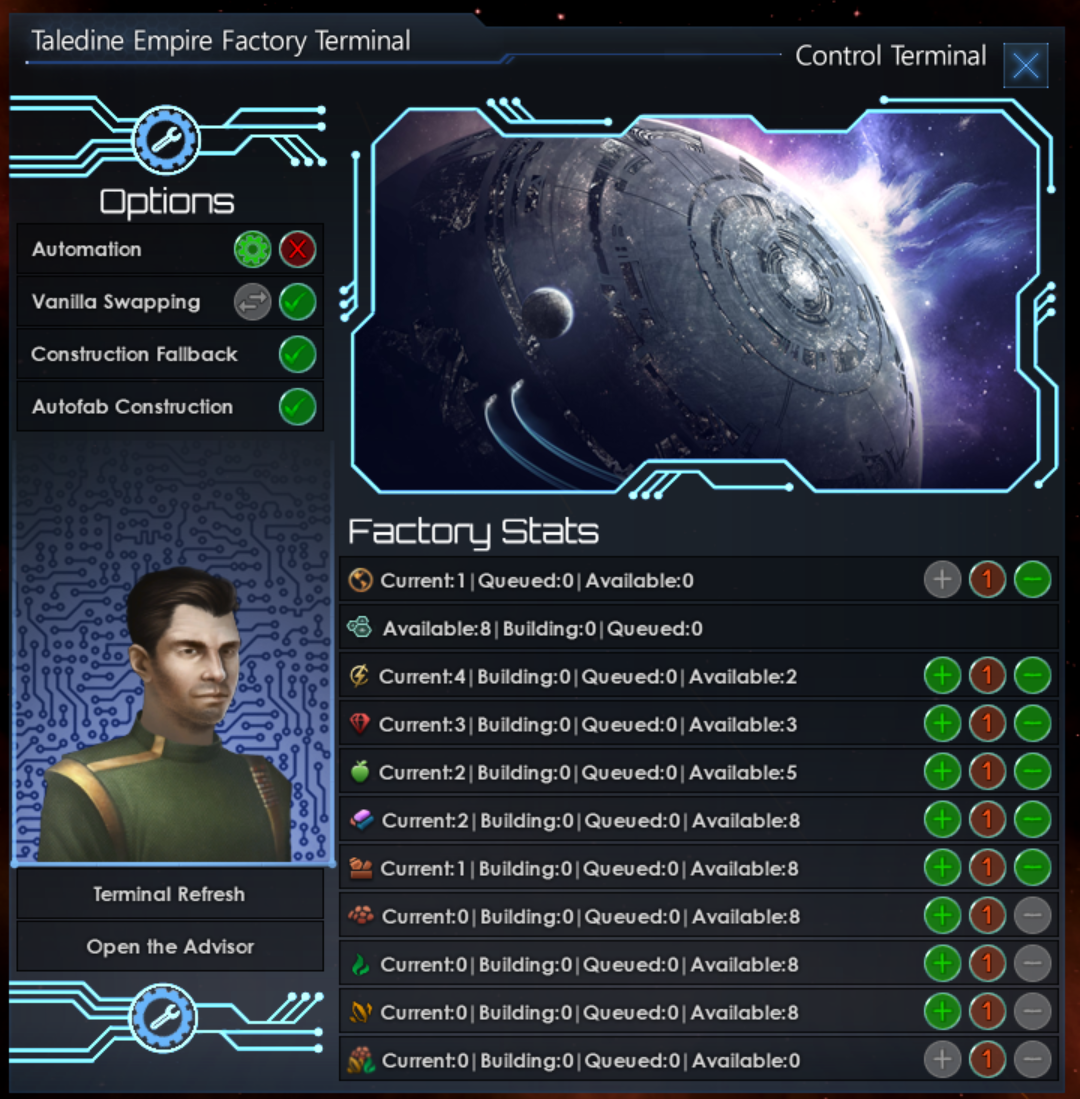 Taledine Empire Factory Terminal
Control Terminal
Options
Automation
Vanilla Swapping
Construction Fallback
Autofab Construction
Terminal Refresh
Open the Advisor
Factory Stats
Current:1|Queued:0|Available:0 1
Available:8|Building:0|Queued:0
Current:4|Building:0|Queued:0|Available:2 1
Current:3|Building:0|Queued:0|Available:3 1
Current:2|Building:0|Queued:0|Available:5 1
Current:2|Building:0|Queued:0|Available:8 1
Current:1|Building:0|Queued:0|Available:8 1
Current:0|Building:0|Queued:0|Available:8 1
Current:0|Building:0|Queued:0|Available:8 1
Current:0|Building:0|Queued:0|Available:8 1
Current:0|Building:0|Queued:0|Available:0 1